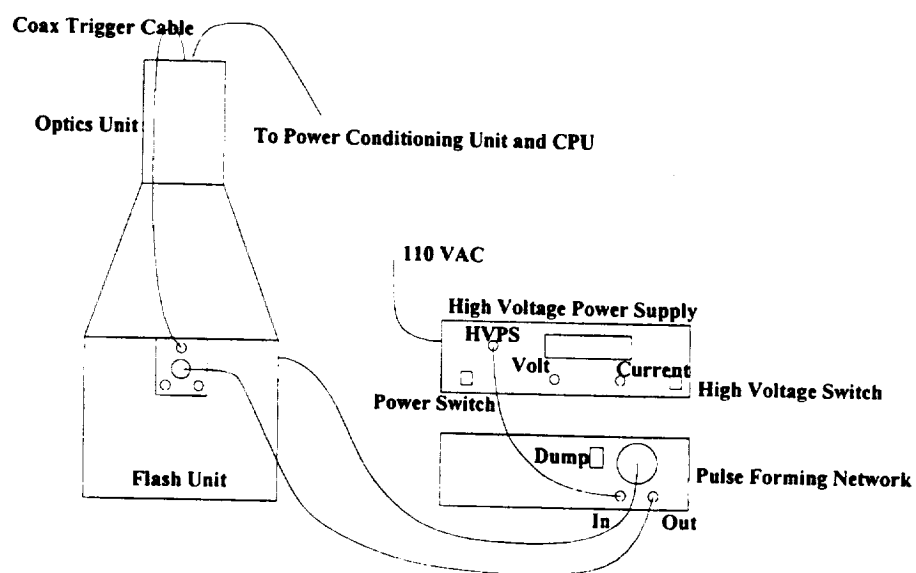 Coax Trigger Cable
Optics Unit
To Power Conditioning Unit and CPU
110 VAC
High Voltage Power Supply
HVPS
Volt
Current
Power Switch
High Voltage Switch
Dump
Flash Unit
Pulse Forming Network
In
Out